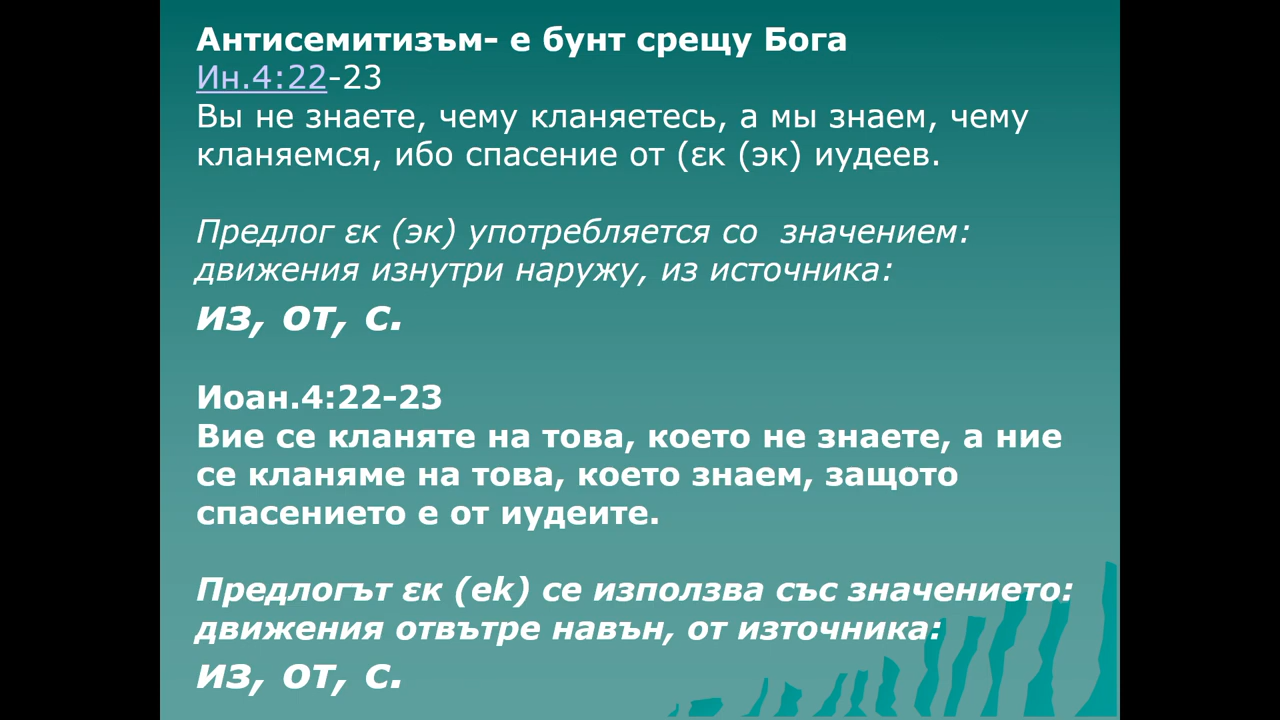 Антисемитизъм- е бунт срещу Бога
Ин.4:22-23
Вы не знаете, чему кланяетесь, а мы знаем, чему
кланяемся, ибо спасение от (εк (эк) иудеев.
Предлог εк (эк) употребляется со  значением:
движения изнутри наружу, из источника:
из, от, с.
Иоан.4:22-23
Вие се кланяте на това, което не знаете, а ние
се кланяме на това, което знаем, защото
спасението е от иудеите.
Предлогът εк (ek) се използва със значението:
движения отвътре навън, от източника:
из, от, с.